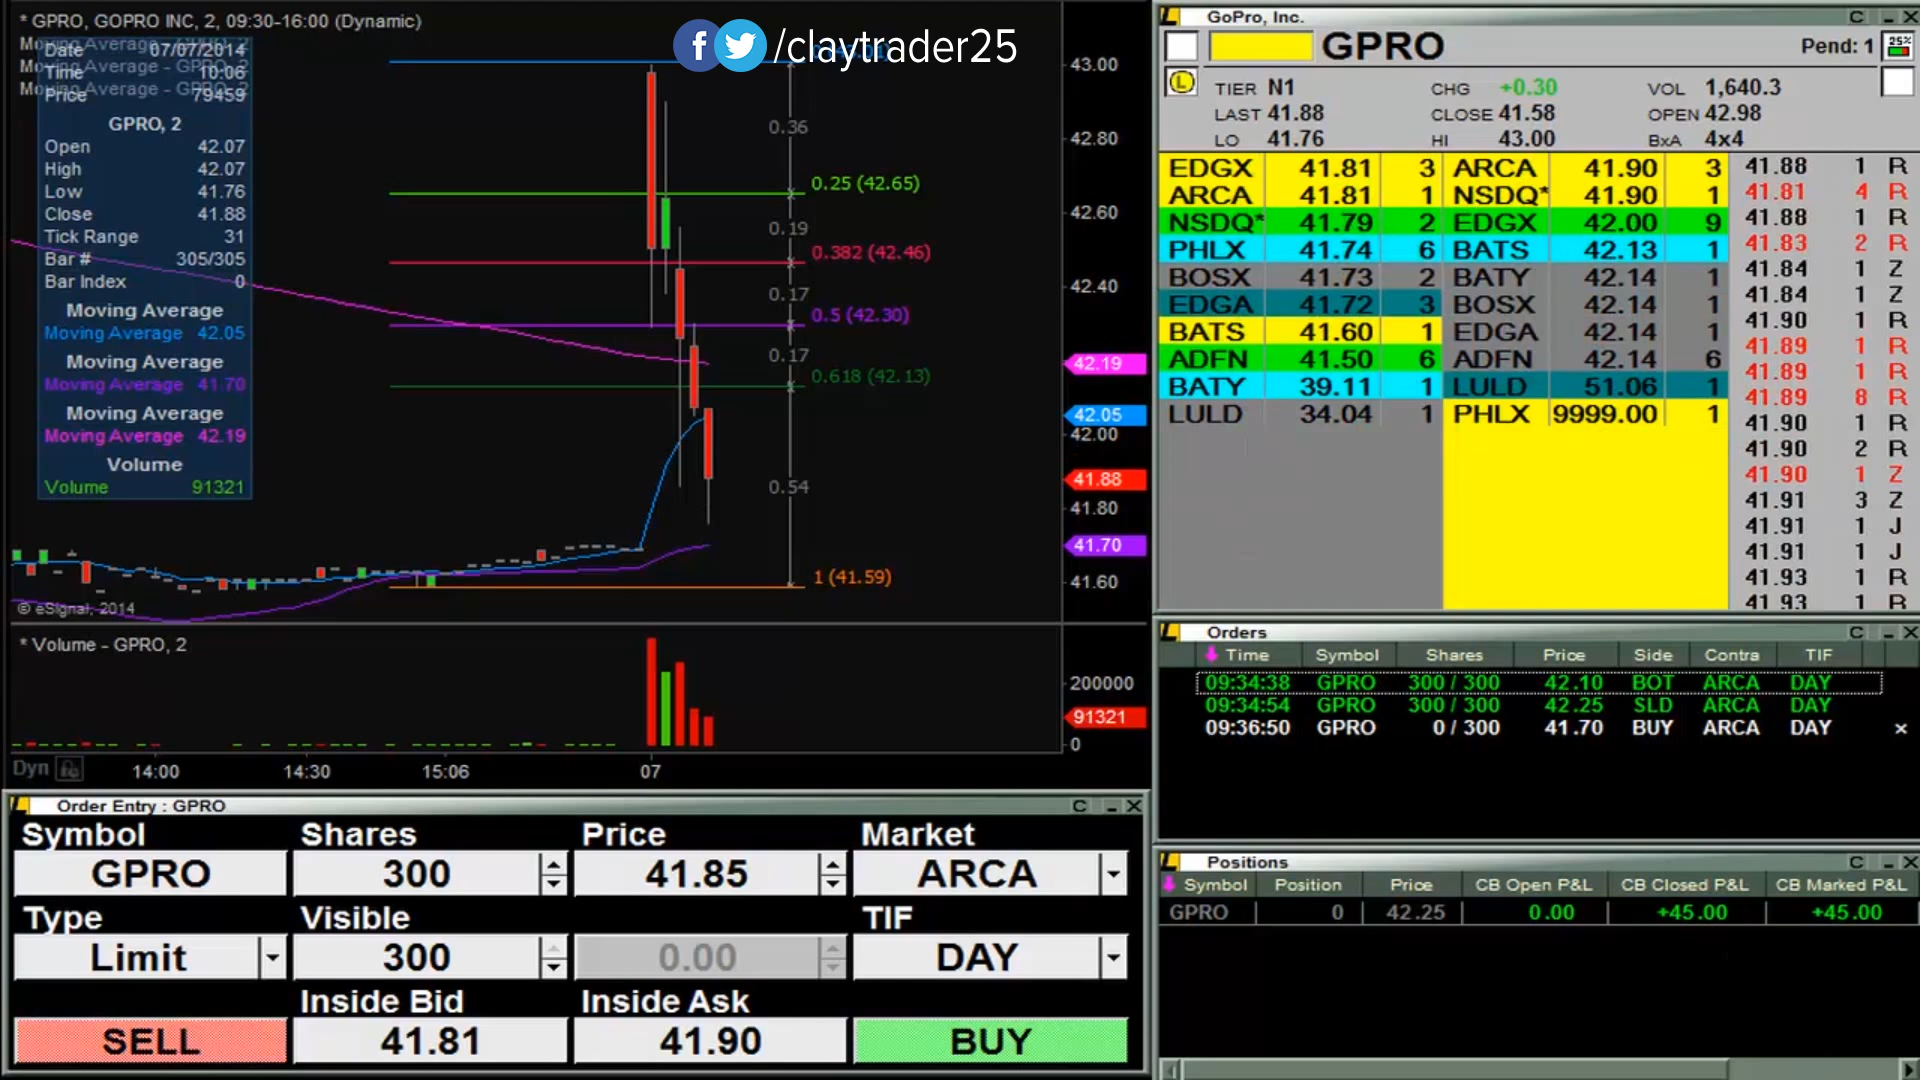 * GPRO, GOPRO INC, 2, 09:30-16:00 (Dynamic)
Moving Average - GPRO, 2
Moving Average - GPRO, 2
Moving Average - GPRO, 2
Date 07/07/2014
Time 10:06
Price 79459
GPRO, 2
Open 42.07
High 42.07
Low 41.76
Close 41.88
Tick Range 31
Bar # 305/305
Bar Index 0
Moving Average
Moving Average 42.05
Moving Average
Moving Average 41.70
Moving Average
Moving Average 42.19
Volume
Volume 91321
f /claytrader25
0.36
0.25 (42.65)
0.19
0.382 (42.46)
0.17
0.5 (42.30)
0.17
0.618 (42.13)
0.54
1 (41.59)
43.00
42.80
42.60
42.40
42.19
42.05
42.00
41.88
41.80
41.70
41.60
© eSignal, 2014
* Volume - GPRO, 2
200000
91321
0
Dyn 14:00 14:30 15:06 07
Order Entry : GPRO C _ X
Symbol Shares Price Market
GPRO 300 41.85 ARCA
Type Visible TIF
Limit 300 0.00 DAY
Inside Bid Inside Ask
SELL 41.81 41.90 BUY
GoPro, Inc. C _ X
GPRO Pend: 1 25%
L TIER N1 CHG +0.30 VOL 1,640.3
LAST 41.88 CLOSE 41.58 OPEN 42.98
LO 41.76 HI 43.00 BxA 4x4
EDGX 41.81 3 ARCA 41.90 3
ARCA 41.81 1 NSDQ* 41.90 1
NSDQ* 41.79 2 EDGX 42.00 9
PHLX 41.74 6 BATS 42.13 1
BOSX 41.73 2 BATY 42.14 1
EDGA 41.72 3 BOSX 42.14 1
BATS 41.60 1 EDGA 42.14 1
ADFN 41.50 6 ADFN 42.14 6
BATY 39.11 1 LULD 51.06 1
LULD 34.04 1 PHLX 9999.00 1
41.88 1 R
41.81 4 R
41.88 1 R
41.83 2 R
41.84 1 Z
41.84 1 Z
41.90 1 R
41.89 1 R
41.89 1 R
41.89 8 R
41.90 1 R
41.90 2 R
41.90 1 Z
41.91 3 Z
41.91 1 J
41.91 1 J
41.93 1 R
41.93 1 R
Orders C _ X
Time Symbol Shares Price Side Contra TIF
09:34:38 GPRO 300 / 300 42.10 BOT ARCA DAY
09:34:54 GPRO 300 / 300 42.25 SLD ARCA DAY
09:36:50 GPRO 0 / 300 41.70 BUY ARCA DAY x
Positions C _ X
Symbol Position Price CB Open P&L CB Closed P&L CB Marked P&L
GPRO 0 42.25 0.00 +45.00 +45.00